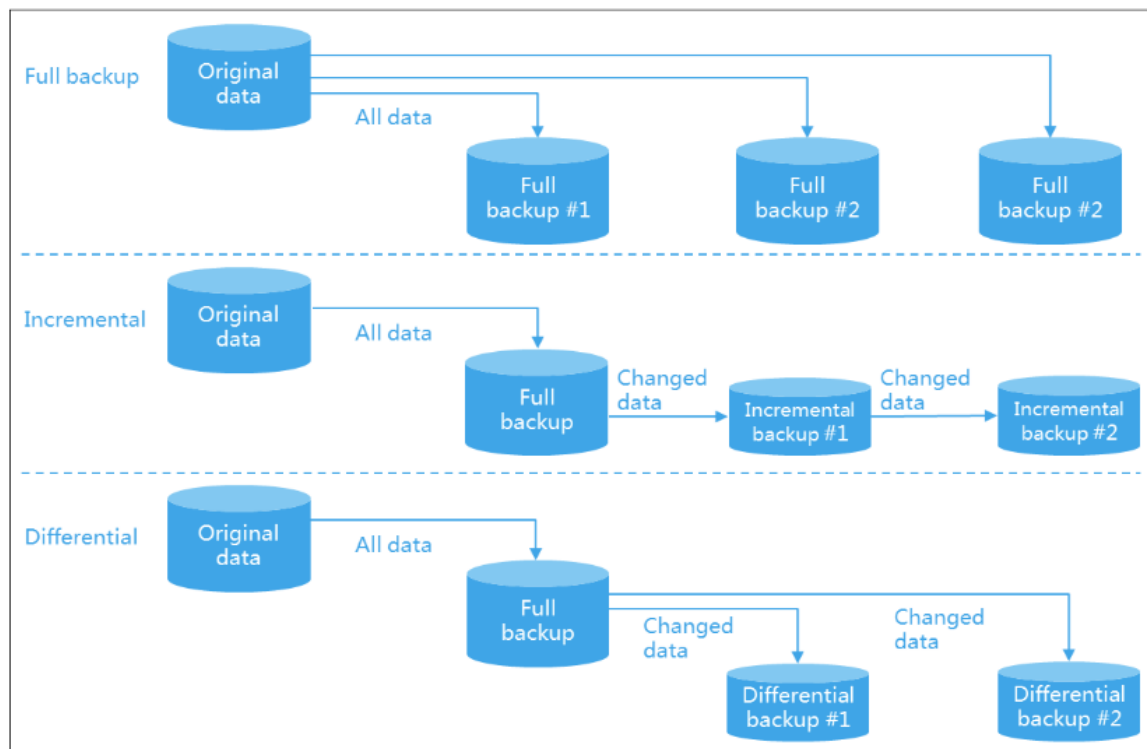 Full backup
Original
data
All data
Full
backup #1
Full
backup #2
Full
backup #2
Incremental
Original
data
All data
Full
backup
Changed
data
Incremental
backup #1
Changed
data
Incremental
backup #2
Differential
Original
data
All data
Full
backup
Changed
data
Changed
data
Differential
backup #1
Differential
backup #2